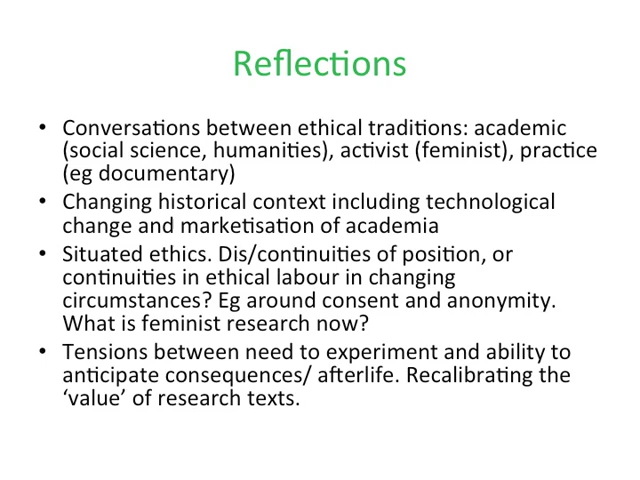 Reflections
• Conversations between ethical traditions: academic
(social science, humanities), activist (feminist), practice
(eg documentary)
• Changing historical context including technological
change and marketisation of academia
• Situated ethics. Dis/continuities of position, or
continuities in ethical labour in changing
circumstances? Eg around consent and anonymity.
What is feminist research now?
• Tensions between need to experiment and ability to
anticipate consequences/ afterlife. Recalibrating the
‘value’ of research texts.